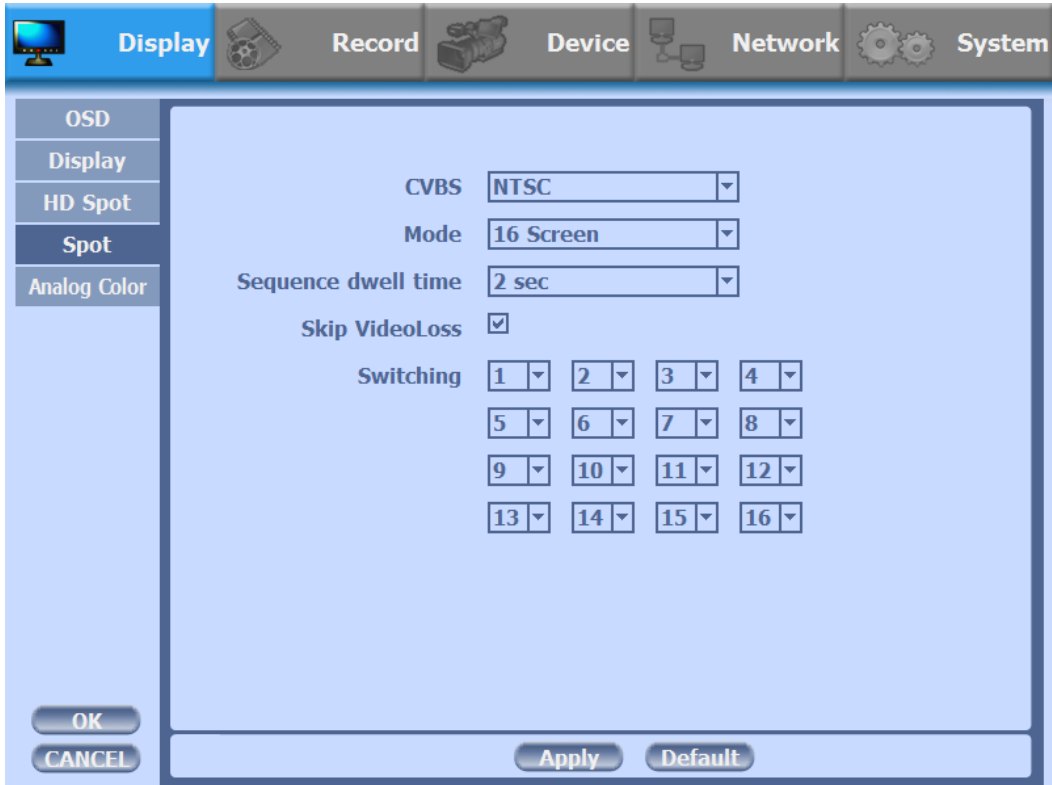 Display Record Device Network System
OSD
Display
HD Spot
Spot
Analog Color
CVBS NTSC
Mode 16 Screen
Sequence dwell time 2 sec
Skip VideoLoss
Switching 1 2 3 4
5 6 7 8
9 10 11 12
13 14 15 16
OK
CANCEL
Apply Default